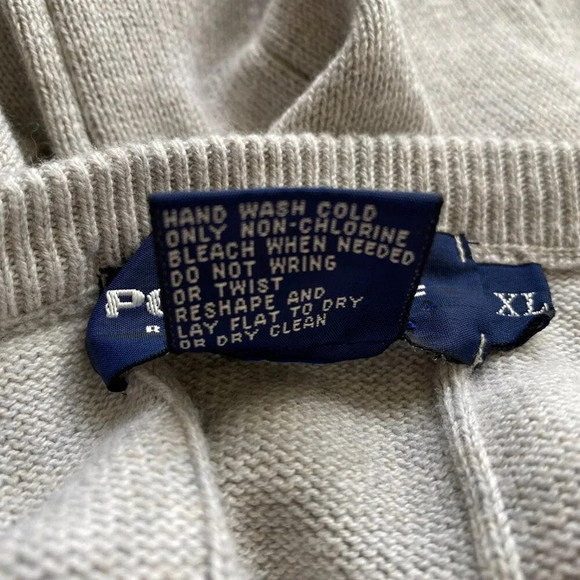 HAND WASH COLD
ONLY NON-CHLORINE
BLEACH WHEN NEEDED
DO NOT WRING
OR TWIST
RESHAPE AND
LAY FLAT TO DRY
OR DRY CLEAN
XL